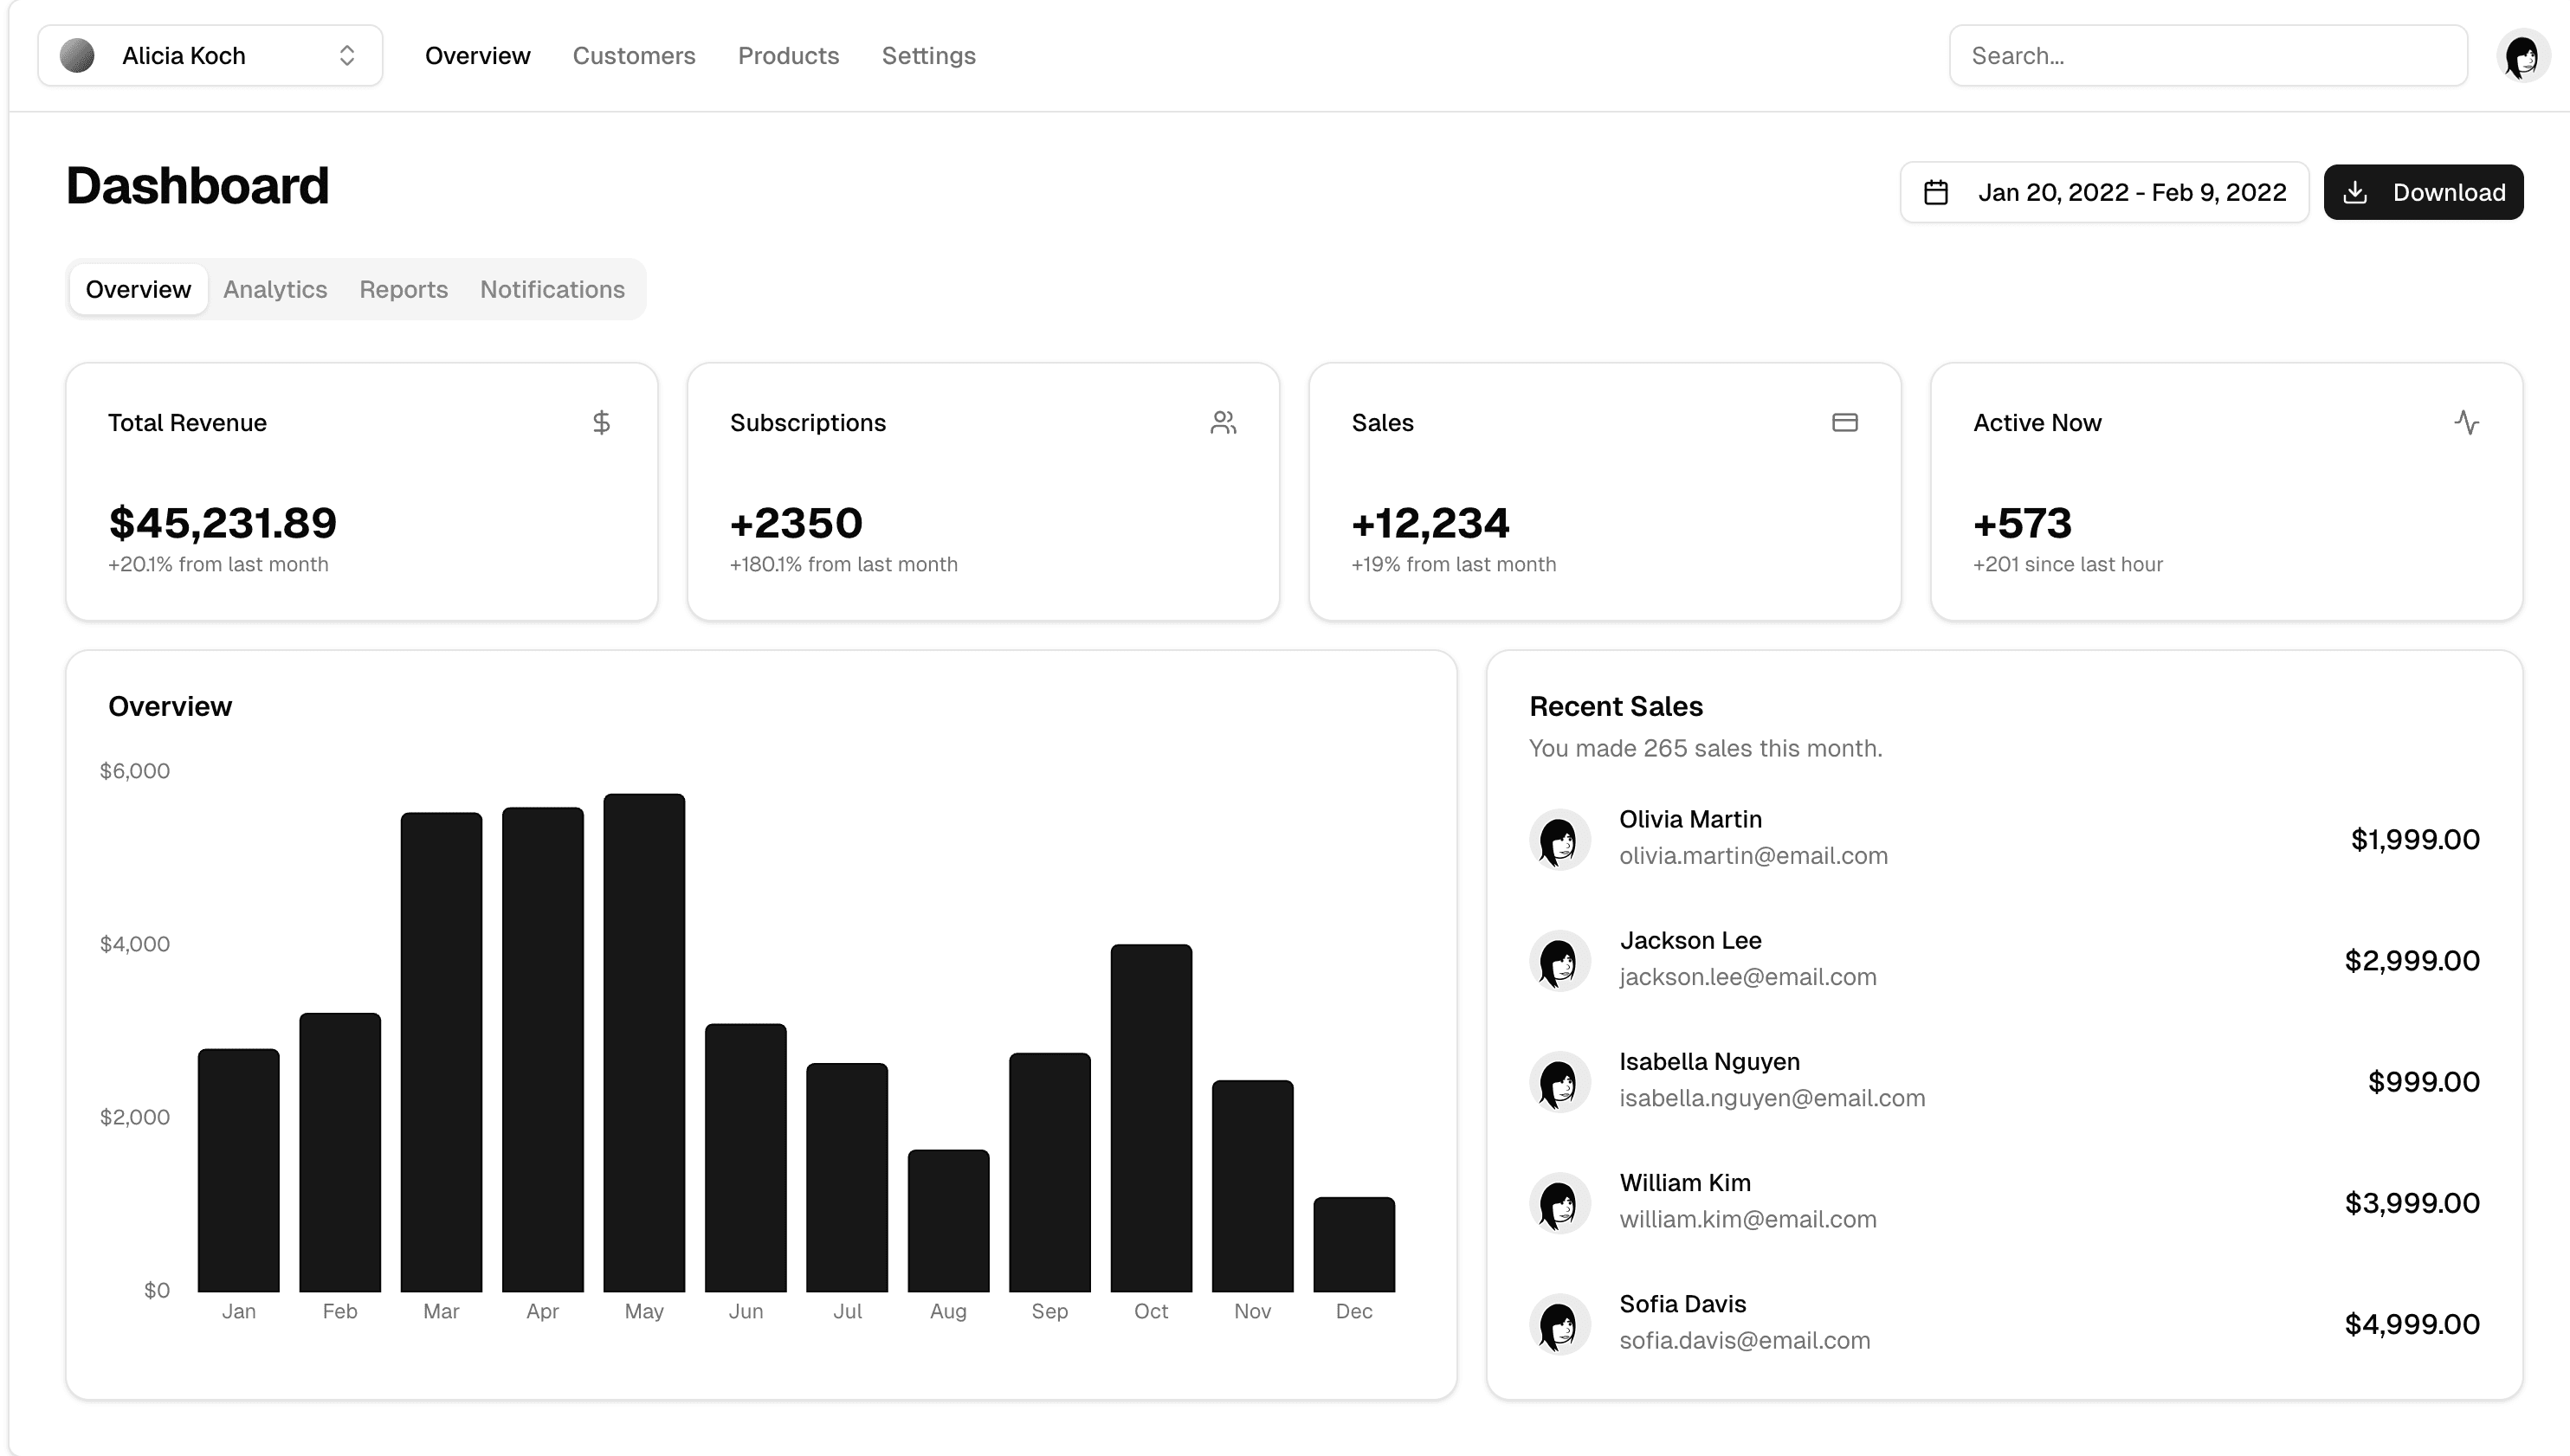 Alicia Koch
Overview
Customers
Products
Settings
Search...
Dashboard
Jan 20, 2022 - Feb 9, 2022
Download
Overview
Analytics
Reports
Notifications
Total Revenue
$45,231.89
+20.1% from last month
Subscriptions
+2350
+180.1% from last month
Sales
+12,234
+19% from last month
Active Now
+573
+201 since last hour
Overview
$6,000
$4,000
$2,000
$0
Jan
Feb
Mar
Apr
May
Jun
Jul
Aug
Sep
Oct
Nov
Dec
Recent Sales
You made 265 sales this month.
Olivia Martin
olivia.martin@email.com
$1,999.00
Jackson Lee
jackson.lee@email.com
$2,999.00
Isabella Nguyen
isabella.nguyen@email.com
$999.00
William Kim
william.kim@email.com
$3,999.00
Sofia Davis
sofia.davis@email.com
$4,999.00